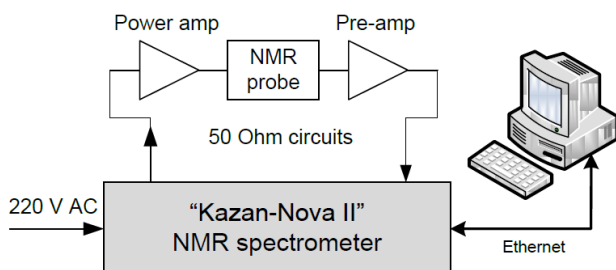 Power amp
Pre-amp
NMR
probe
50 Ohm circuits
220 V AC
“Kazan-Nova II”
NMR spectrometer
Ethernet